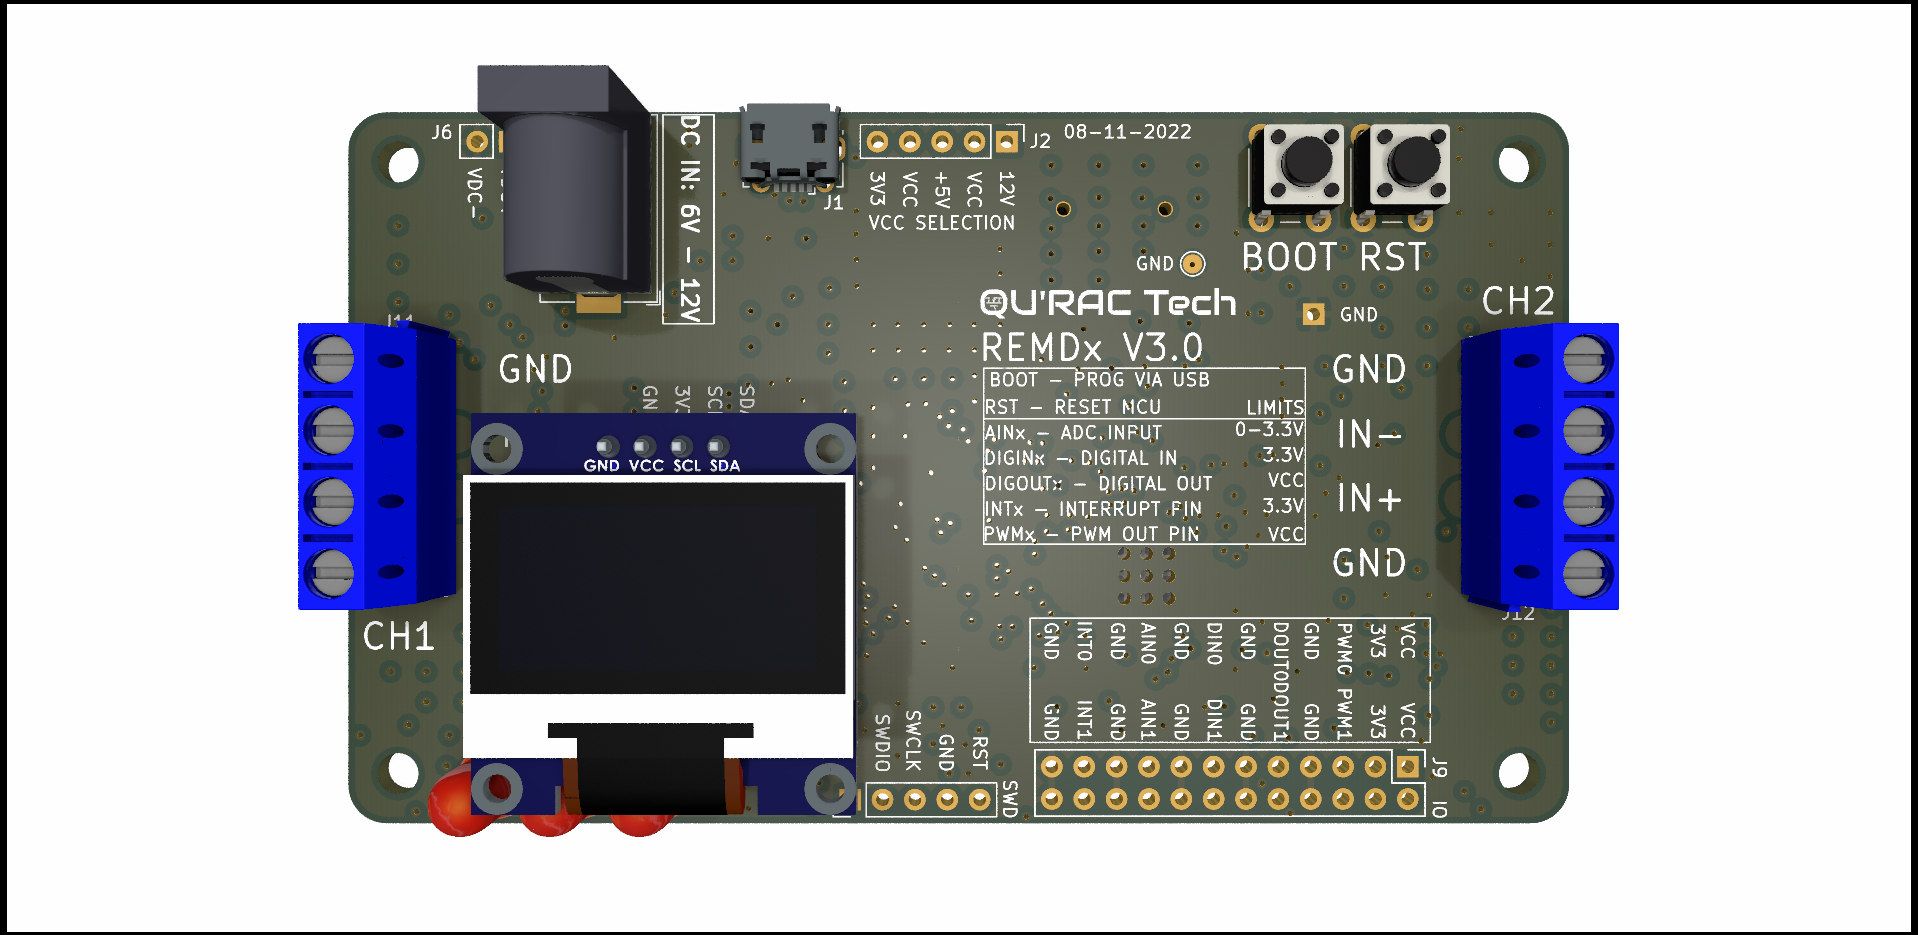 J6
VDC-
DC IN: 6V - 12V
J1
J2
08-11-2022
3V3
VCC
+5V
VCC
12V
VCC SELECTION
BOOT
RST
GND
GND
QU'RAC Tech
REMDx V3.0
BOOT - PROG VIA USB
RST - RESET MCU LIMITS
AINx - ADC INPUT 0-3.3V
DIGINx - DIGITAL IN 3.3V
DIGOUTx - DIGITAL OUT VCC
INTx - INTERRUPT PIN 3.3V
PWMx - PWM OUT PIN VCC
J11
GND
CH1
GND VCC SCL SDA
CH2
GND
IN-
IN+
GND
J12
GND INT0 GND AIN0 GND DIN0 GND DOUT0 GND PWM0 3V3 VCC
GND INT1 GND AIN1 GND DIN1 GND DOUT1 GND PWM1 3V3 VCC
J9
IO
SWDIO
SWCLK
GND
RST
SWD